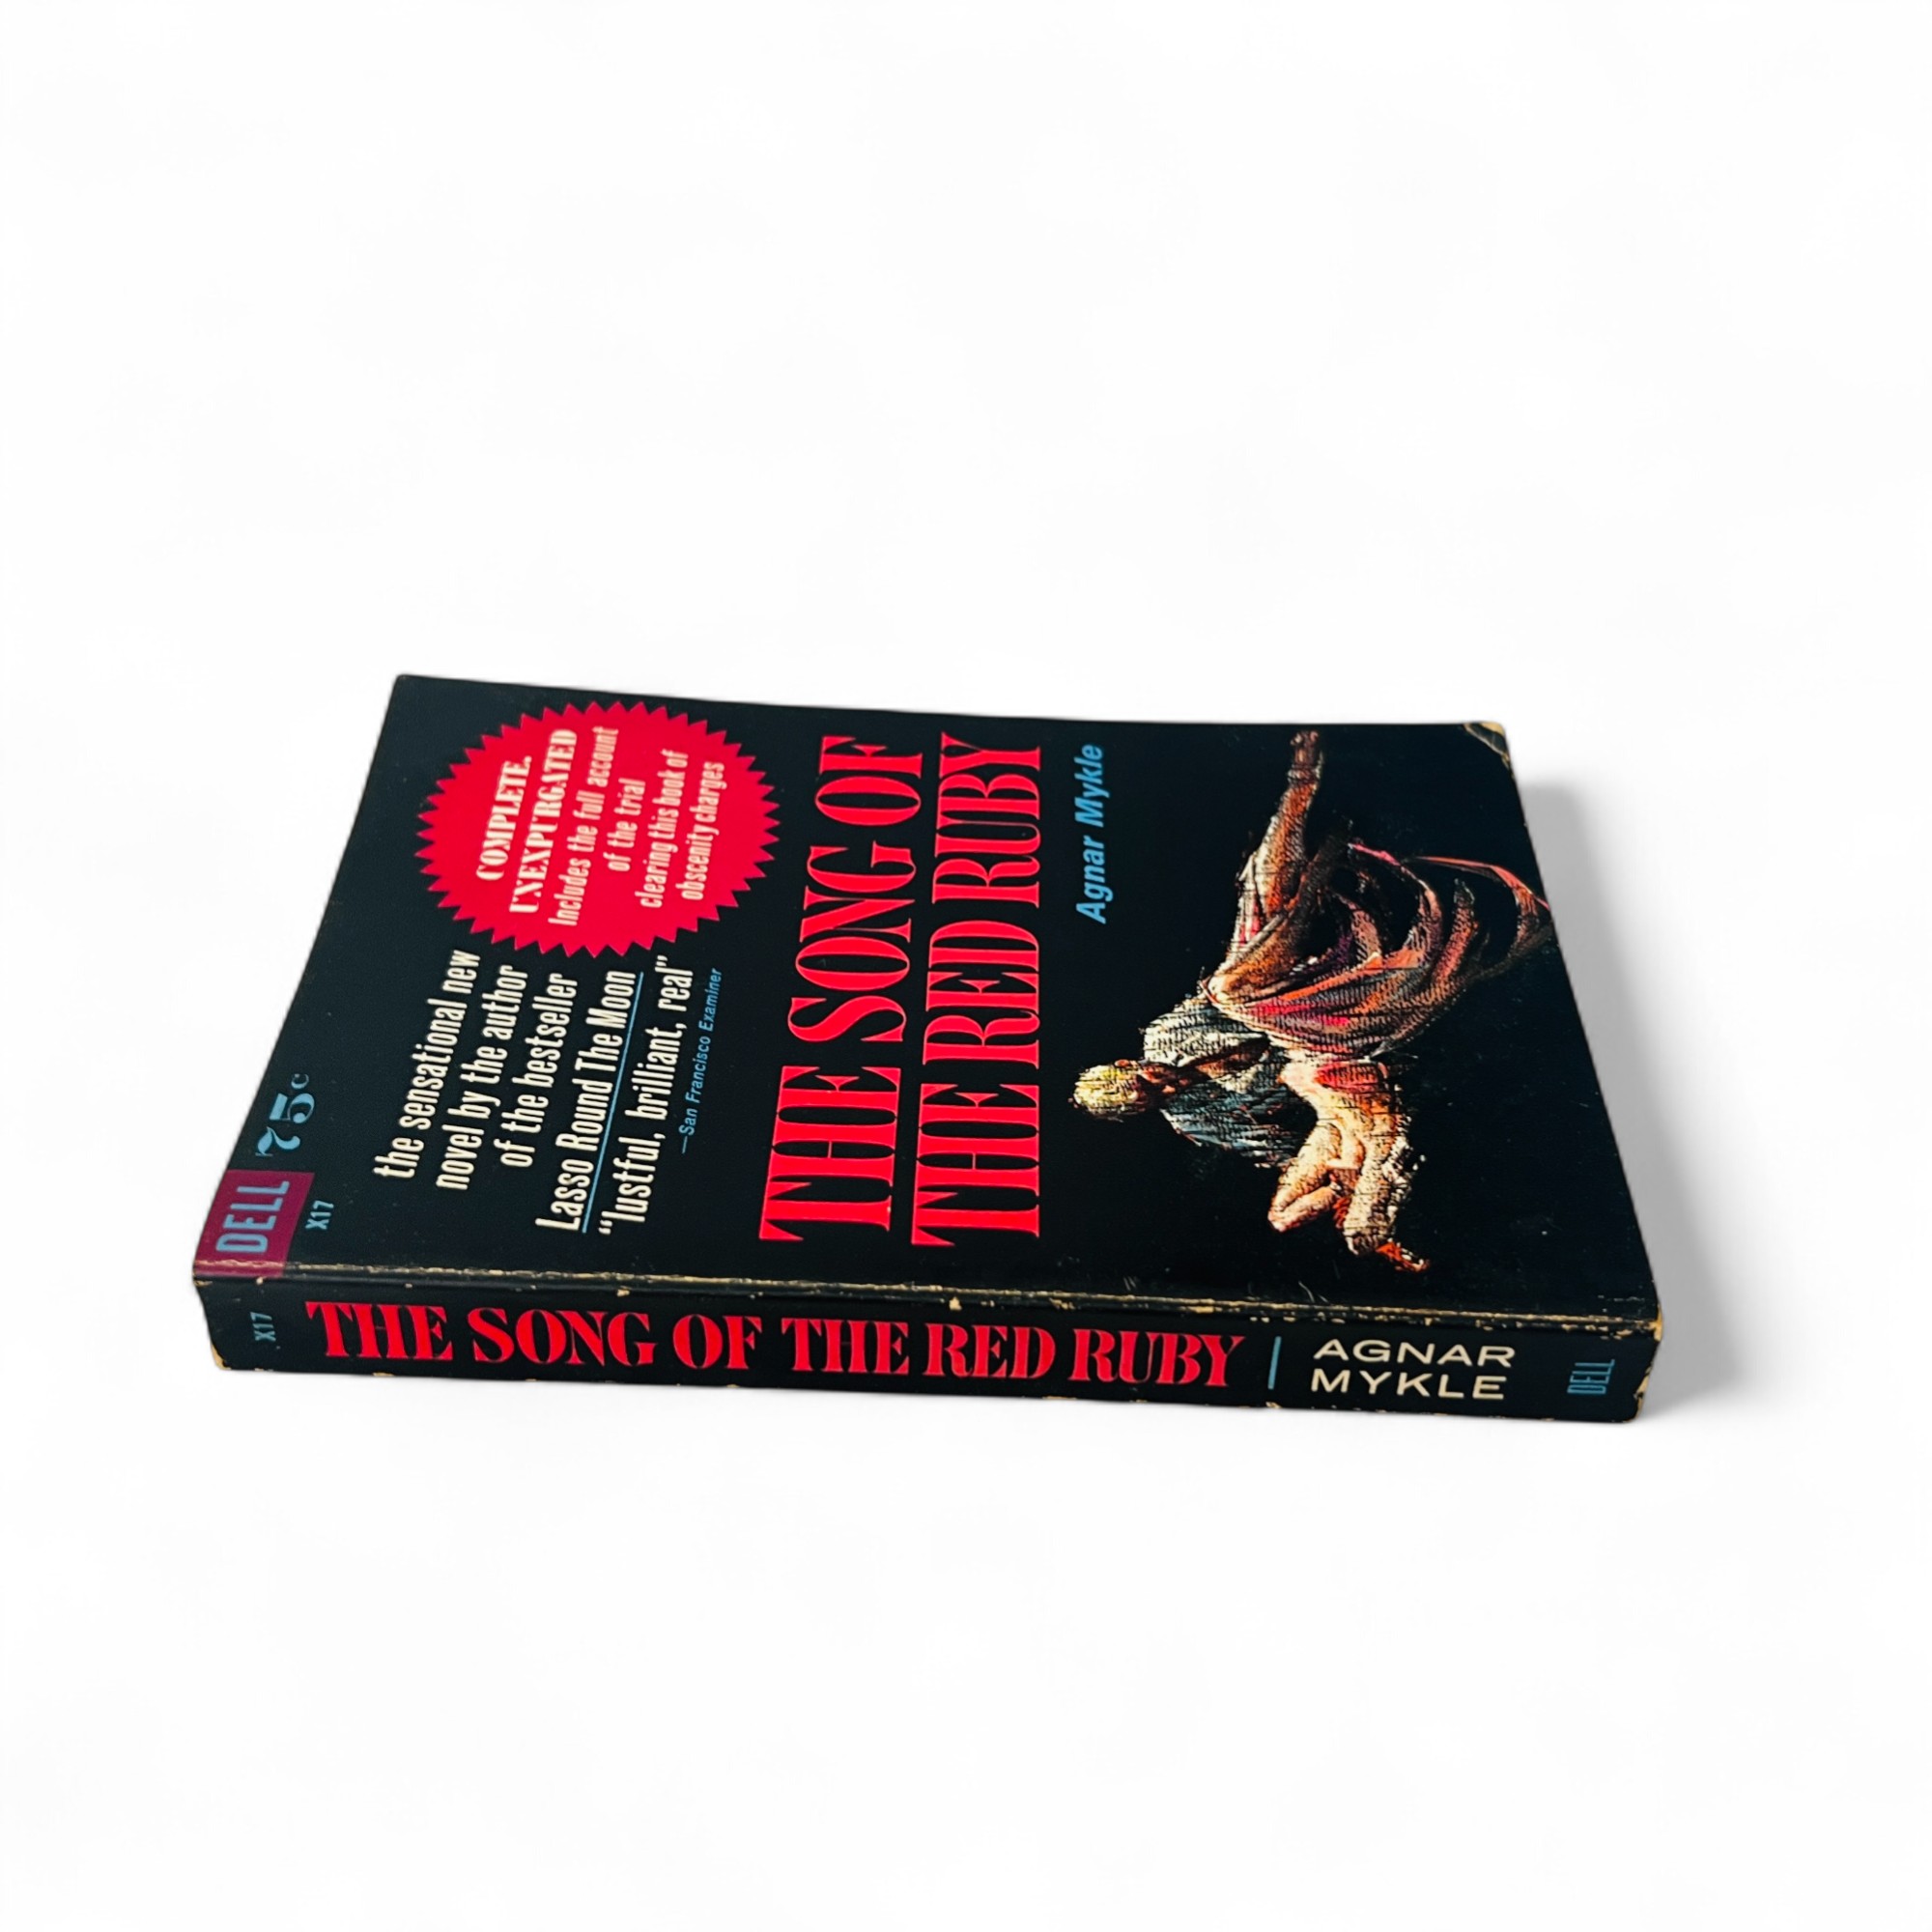 DELL
75c
X17
the sensational new
novel by the author
of the bestseller
Lasso Round The Moon
“lustful, brilliant, real”
—San Francisco Examiner
COMPLETE,
UNEXPURGATED
Includes the full account
of the trial
clearing this book of
obscenity charges
THE SONG OF
THE RED RUBY
Agnar Mykle
X17
THE SONG OF THE RED RUBY
AGNAR
MYKLE
DELL